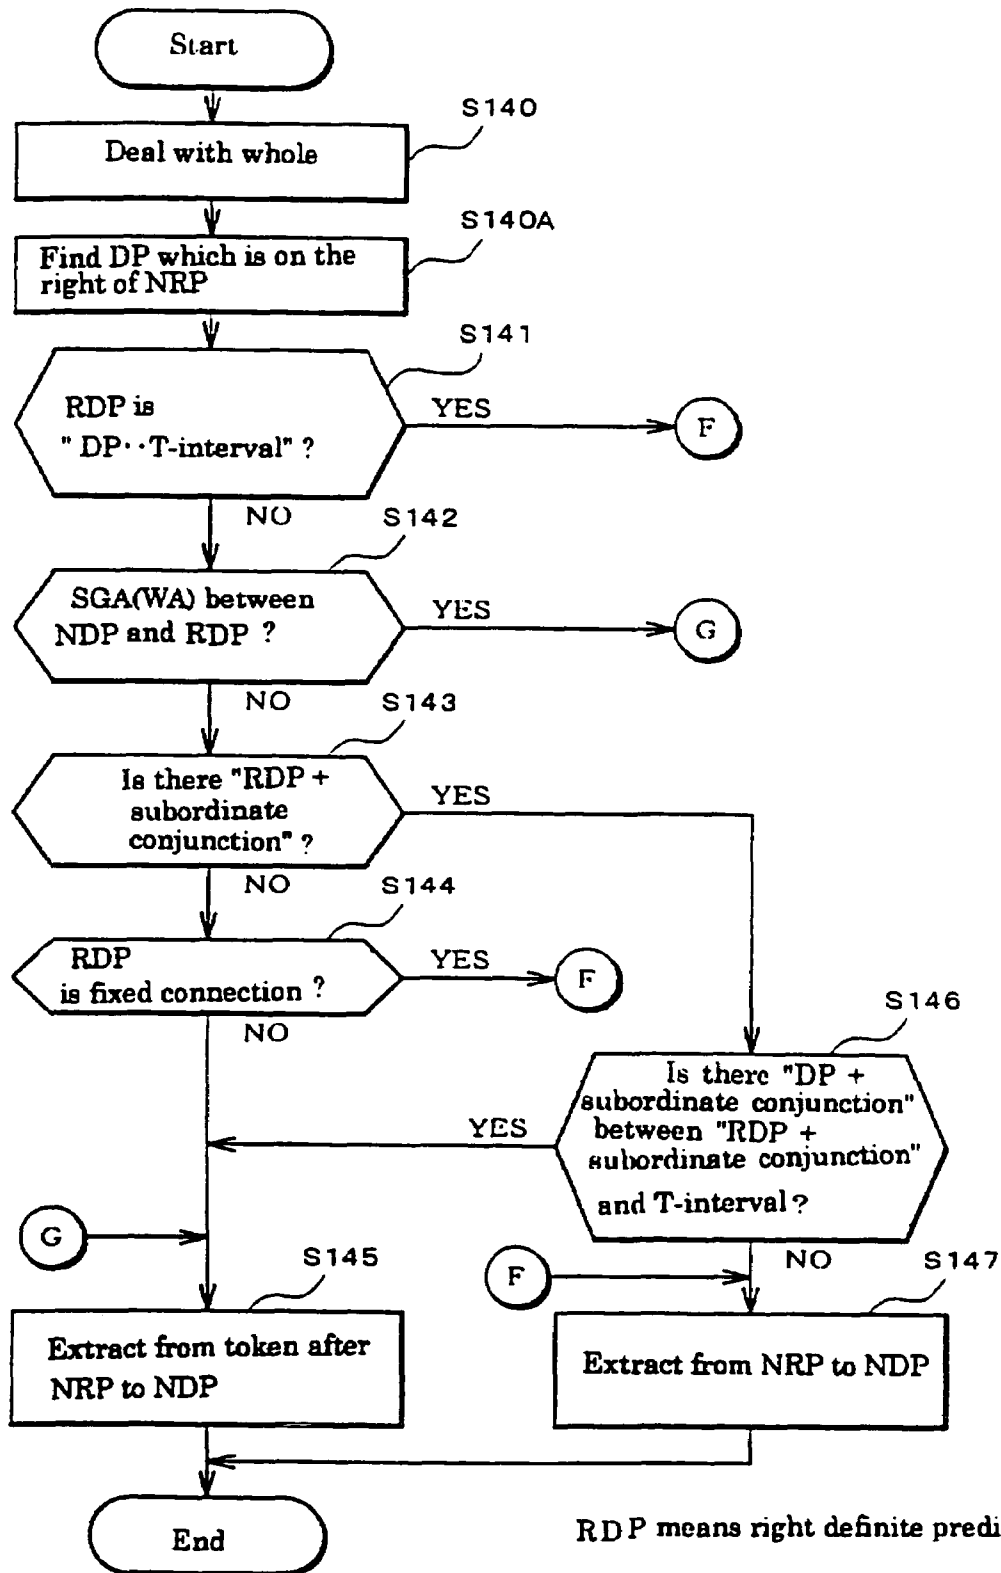 Start
S140
Deal with whole
S140A
Find DP which is on the
right of NRP
S141
RDP is
" DP··T-interval" ?
YES
F
NO
S142
SGA(WA) between
NDP and RDP ?
YES
G
NO
S143
Is there "RDP +
subordinate
conjunction" ?
YES
NO
S144
RDP
is fixed connection ?
YES
F
NO
S146
Is there "DP +
subordinate conjunction"
between "RDP +
subordinate conjunction"
and T-interval ?
YES
NO
G
F
S145
Extract from token after
NRP to NDP
S147
Extract from NRP to NDP
End
RDP means right definite predi